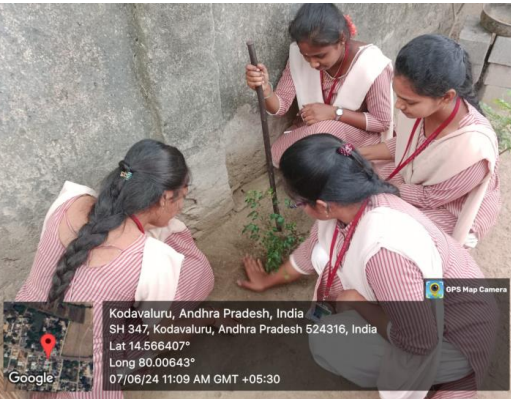 GPS Map Camera
Kodavaluru, Andhra Pradesh, India
SH 347, Kodavaluru, Andhra Pradesh 524316, India
Lat 14.566407°
Long 80.00643°
07/06/24 11:09 AM GMT +05:30
Google